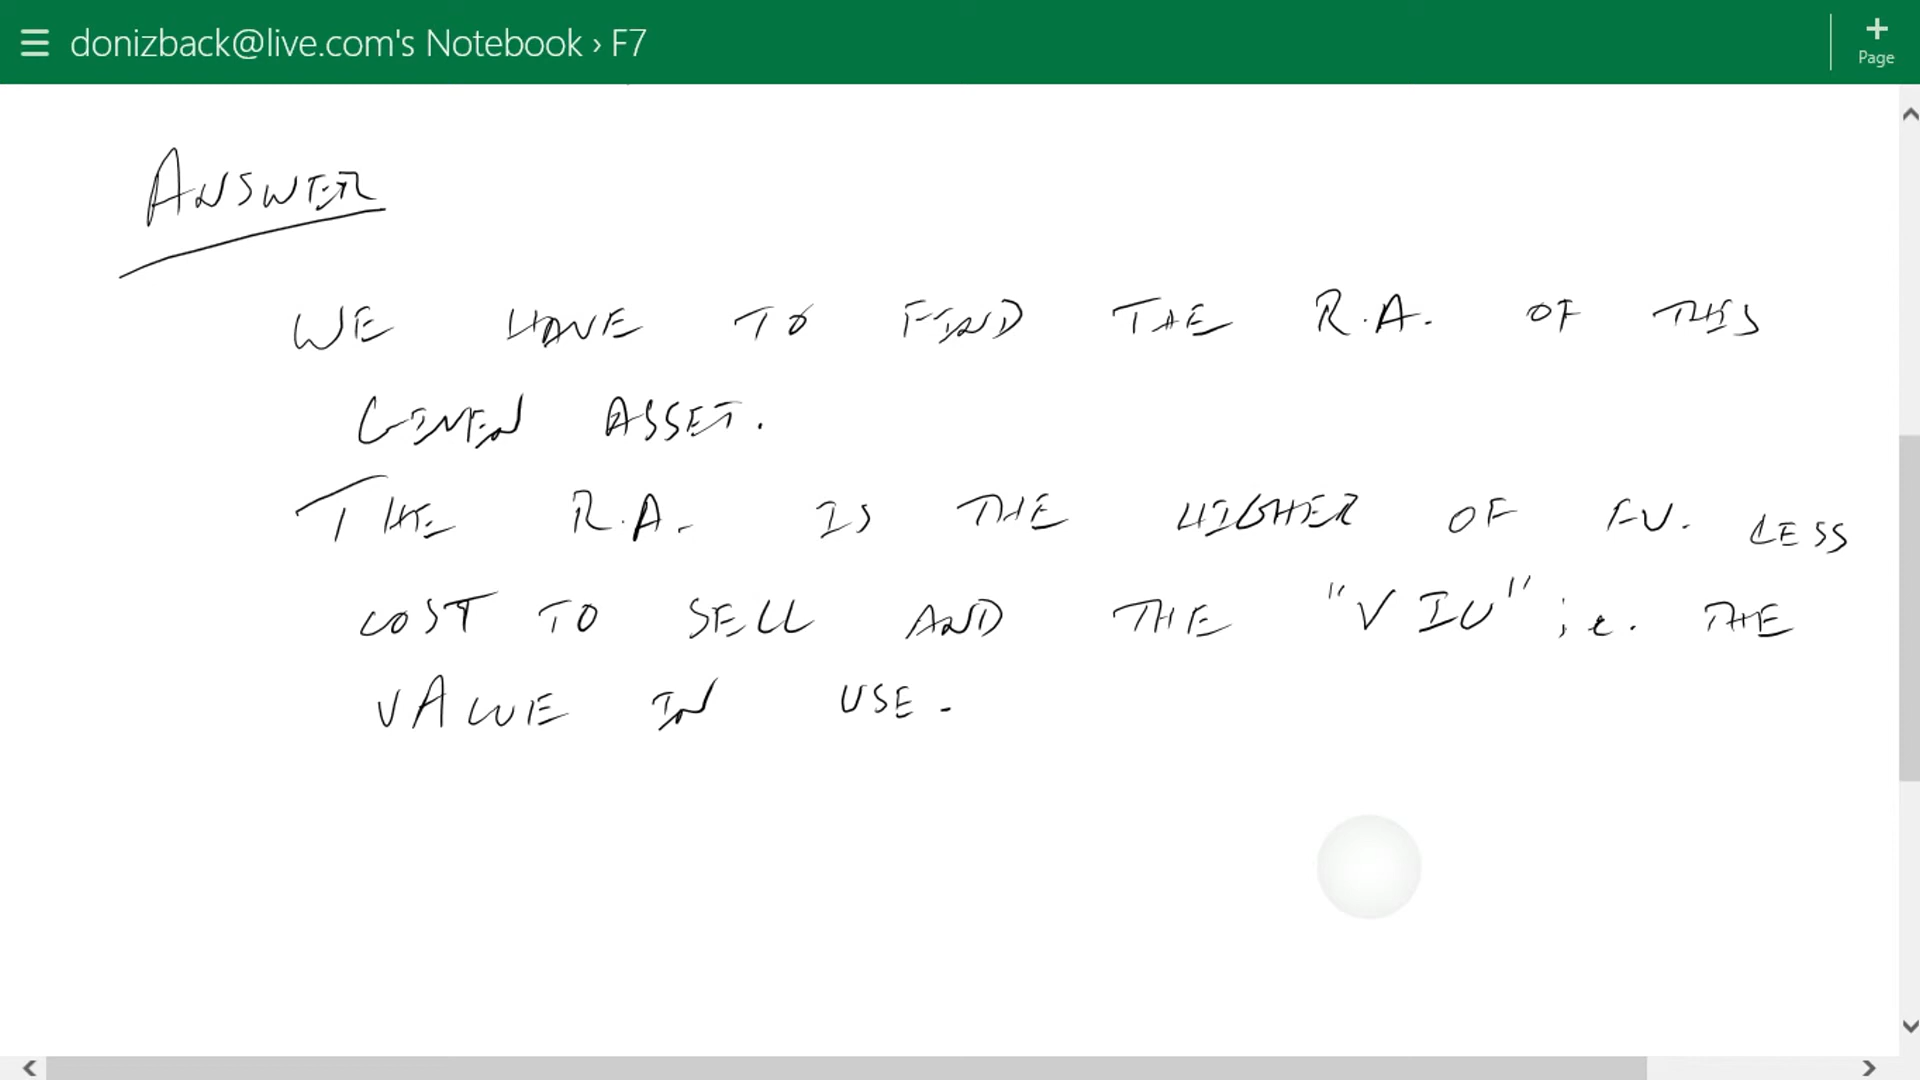 donizback@live.com's Notebook › F7
Page
ANSWER
WE HAVE TO FIND THE R.A. OF THIS
GIVEN ASSET.
THE R.A. IS THE HIGHER OF F.V. LESS
COST TO SELL AND THE "VIU" i.e. THE
VALUE IN USE.